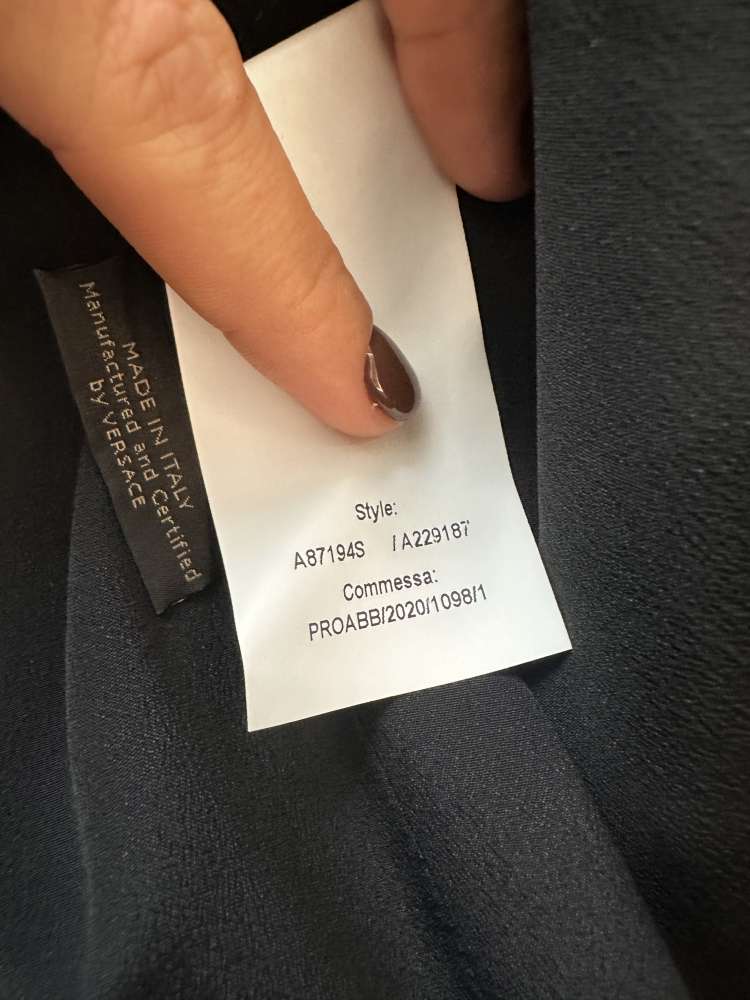 MADE IN ITALY
Manufactured and Certified
by VERSACE
Style:
A87194S / A229187
Commessa:
PROABB/2020/1098/1